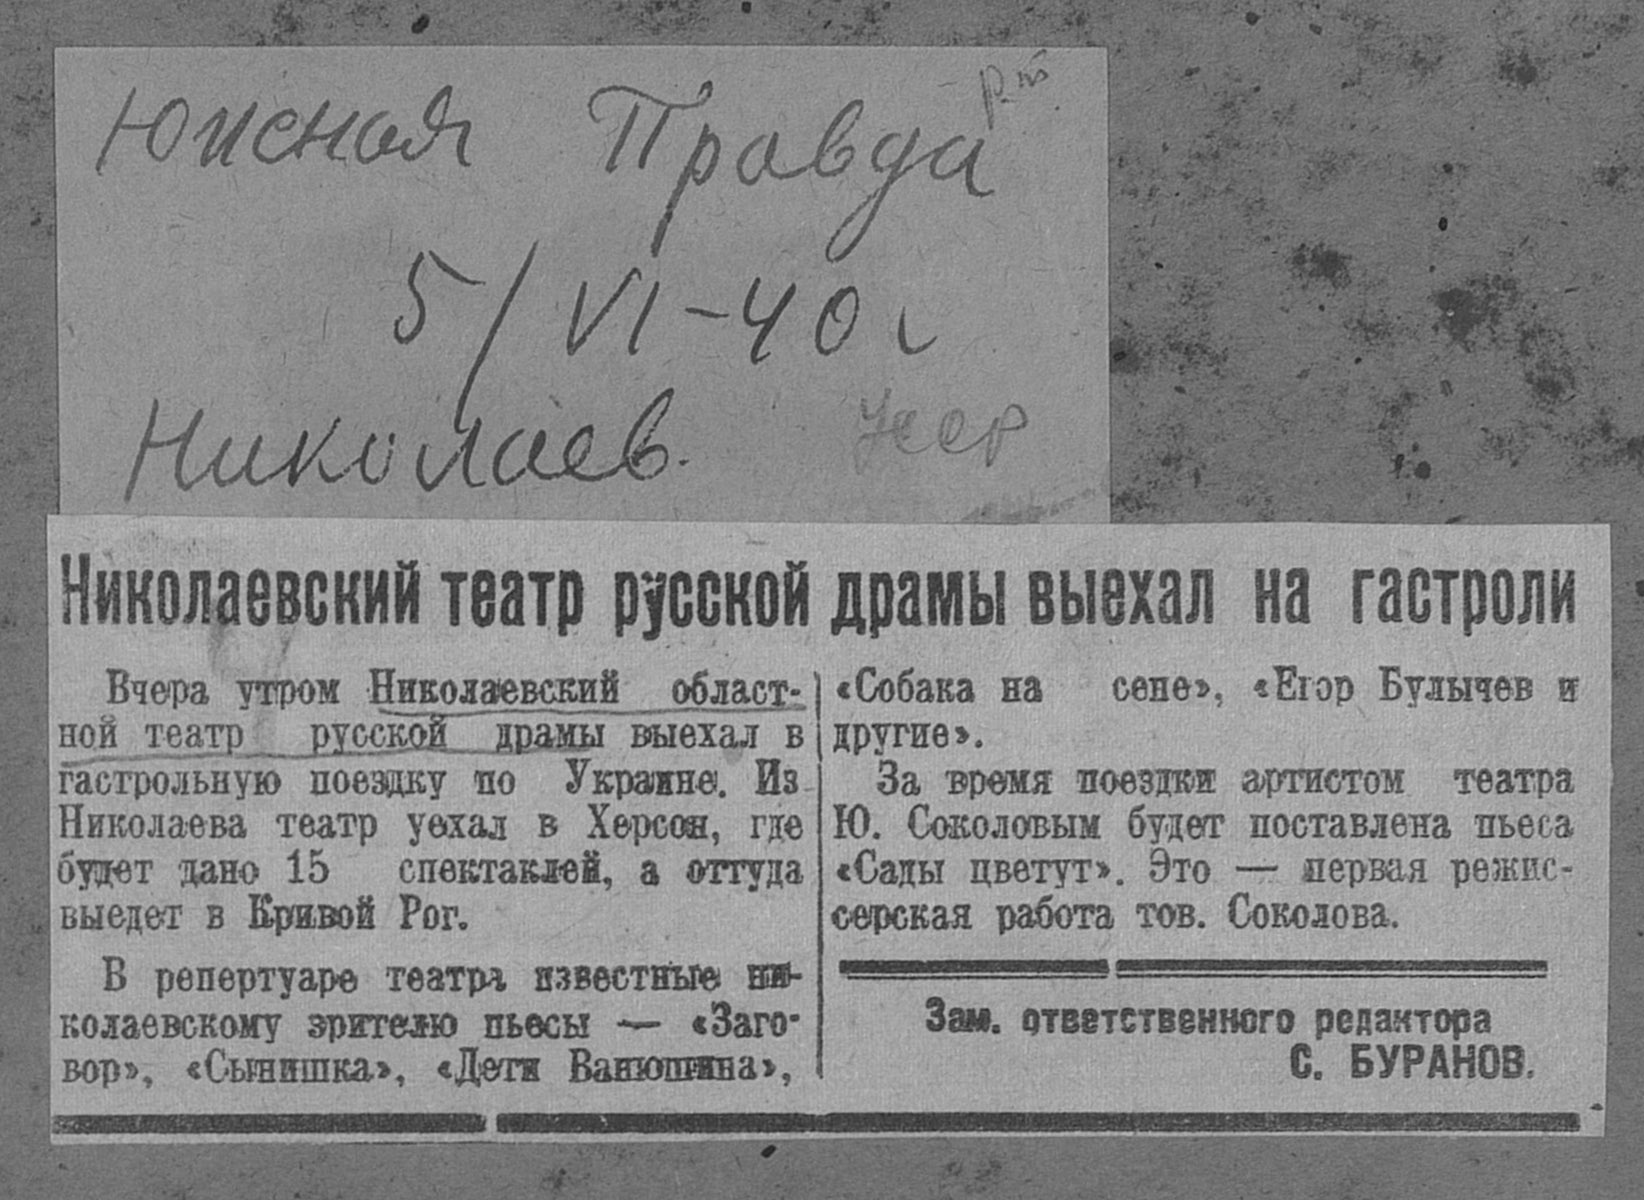 Южная Правда
5/VI-40 г
Николаев.
Николаевский театр русской драмы выехал на гастроли
Вчера утром Николаевский област-
ной театр русской драмы выехал в
гастрольную поездку по Украине. Из
Николаева театр уехал в Херсон, где
будет дано 15 спектаклей, а оттуда
выедет в Кривой Рог.
В репертуаре театра известные ни-
колаевскому зрителю пьесы — «Заго-
вор», «Сынишка», «Дети Ванюшина»,
«Собака на сене», «Егор Булычев и
другие».
За время поездки артистом театра
Ю. Соколовым будет поставлена пьеса
«Сады цветут». Это — первая режис-
серская работа тов. Соколова.
Зам. ответственного редактора
С. БУРАНОВ.